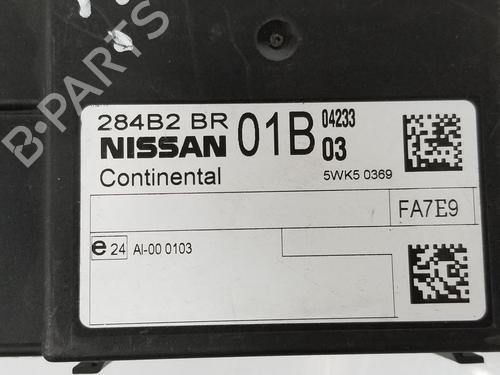 B-PARTS
284B2 BR 01B 04233
NISSAN 03
Continental 5WK5 0369
FA7E9
e 24 AI-00 0103